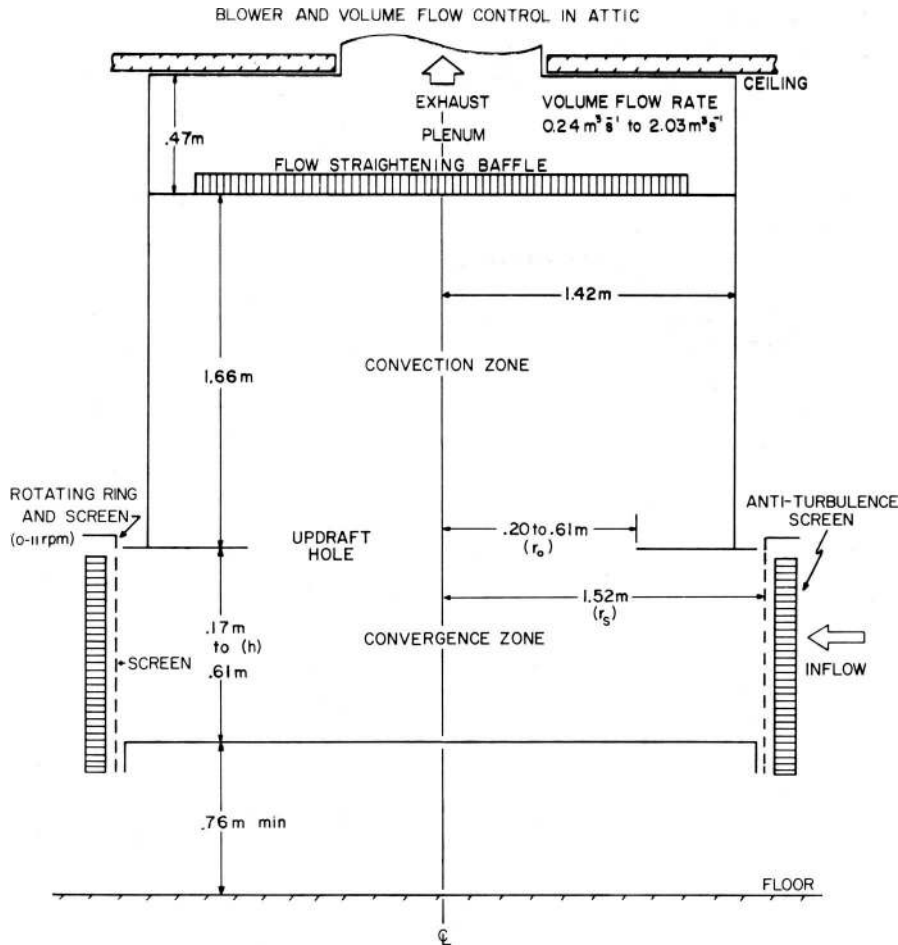 BLOWER AND VOLUME FLOW CONTROL IN ATTIC
CEILING
EXHAUST
PLENUM
VOLUME FLOW RATE
0.24 m³ s⁻¹ to 2.03 m³ s⁻¹
.47m
FLOW STRAIGHTENING BAFFLE
1.42m
CONVECTION ZONE
1.66m
ROTATING RING
AND SCREEN
(0-11 rpm)
ANTI-TURBULENCE
SCREEN
UPDRAFT
HOLE
.20 to .61m
(r₀)
1.52m
(rₛ)
.17m
to (h)
.61m
CONVERGENCE ZONE
SCREEN
INFLOW
.76m min
FLOOR
℄